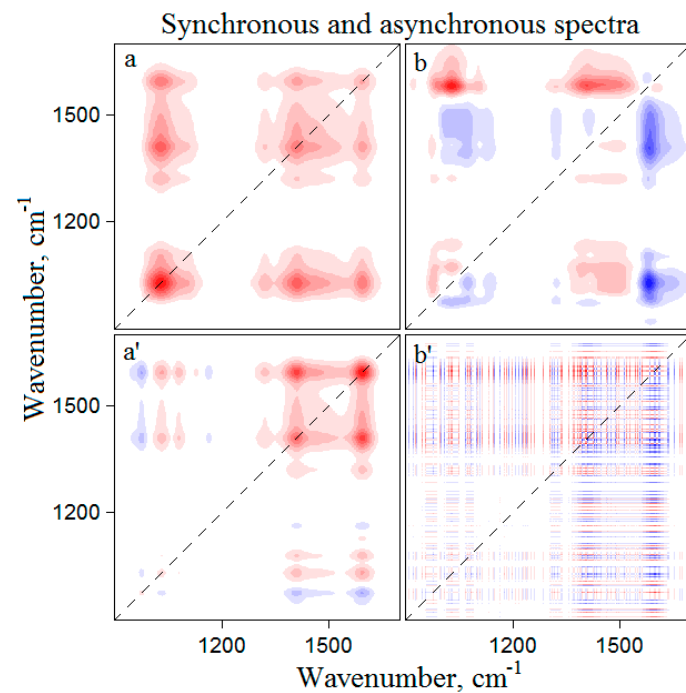 Synchronous and asynchronous spectra
a
b
1500
1200
a'
b'
1500
1200
Wavenumber, cm⁻¹
1200
1500
1200
1500
Wavenumber, cm⁻¹